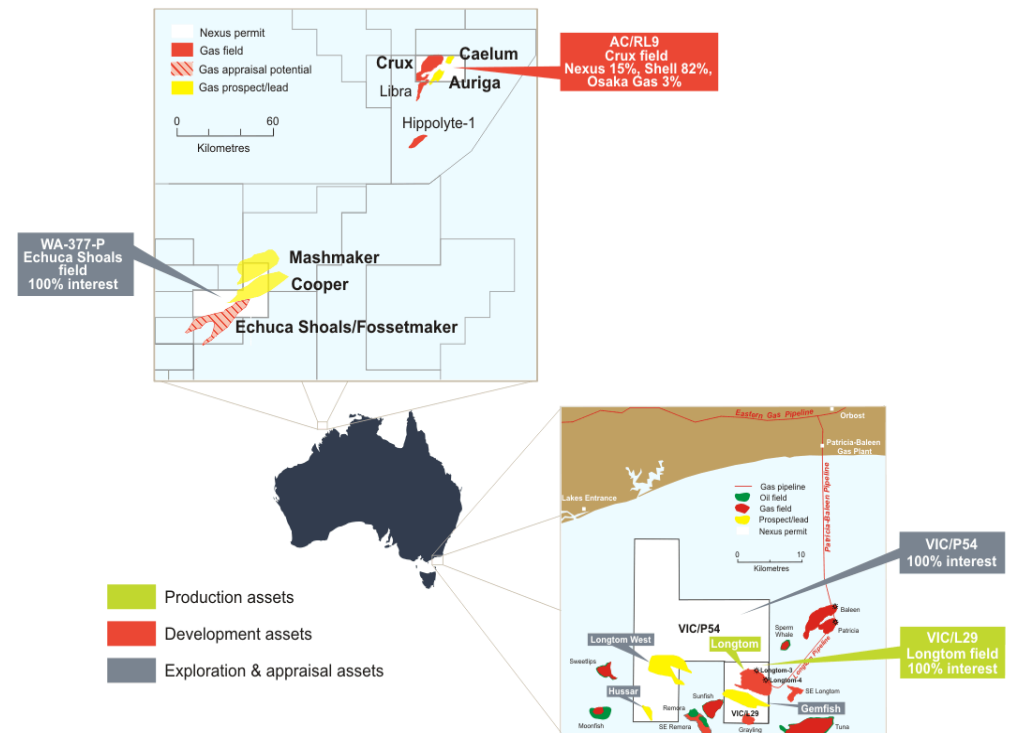 Nexus permit
Gas field
Gas appraisal potential
Gas prospect/lead
0 60
Kilometres
Crux
Caelum
Libra
Auriga
Hippolyte-1
AC/RL9
Crux field
Nexus 15%, Shell 82%,
Osaka Gas 3%
WA-377-P
Echuca Shoals
field
100% interest
Mashmaker
Cooper
Echuca Shoals/Fossetmaker
Production assets
Development assets
Exploration & appraisal assets
Eastern Gas Pipeline
Orbost
Patricia-Baleen
Gas Plant
Patricia-Baleen Pipeline
Lakes Entrance
Gas pipeline
Oil field
Gas field
Prospect/lead
Nexus permit
0 10
Kilometres
VIC/P54
100% interest
VIC/P54
Baleen
Patricia
Sperm
Whale
Longtom Pipeline
Longtom West
Longtom
VIC/L29
Longtom field
100% interest
Sweetlips
Longtom-3
Longtom-4
SE Longtom
Hussar
Sunfish
Remora
Gemfish
VIC/L29
Moonfish
SE Remora
Grayling
Tuna